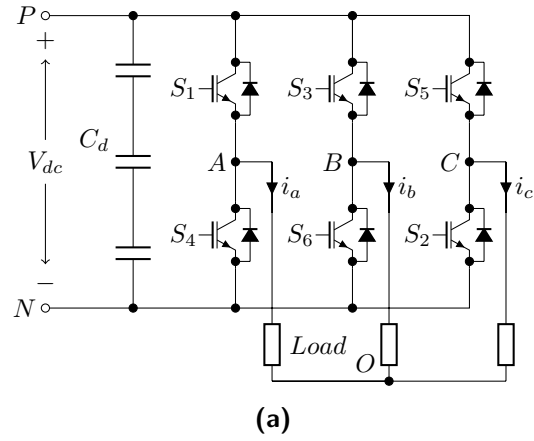 P
+
S1 S3 S5
Cd
Vdc
A B C
ia ib ic
S4 S6 S2
−
N
Load
O
(a)